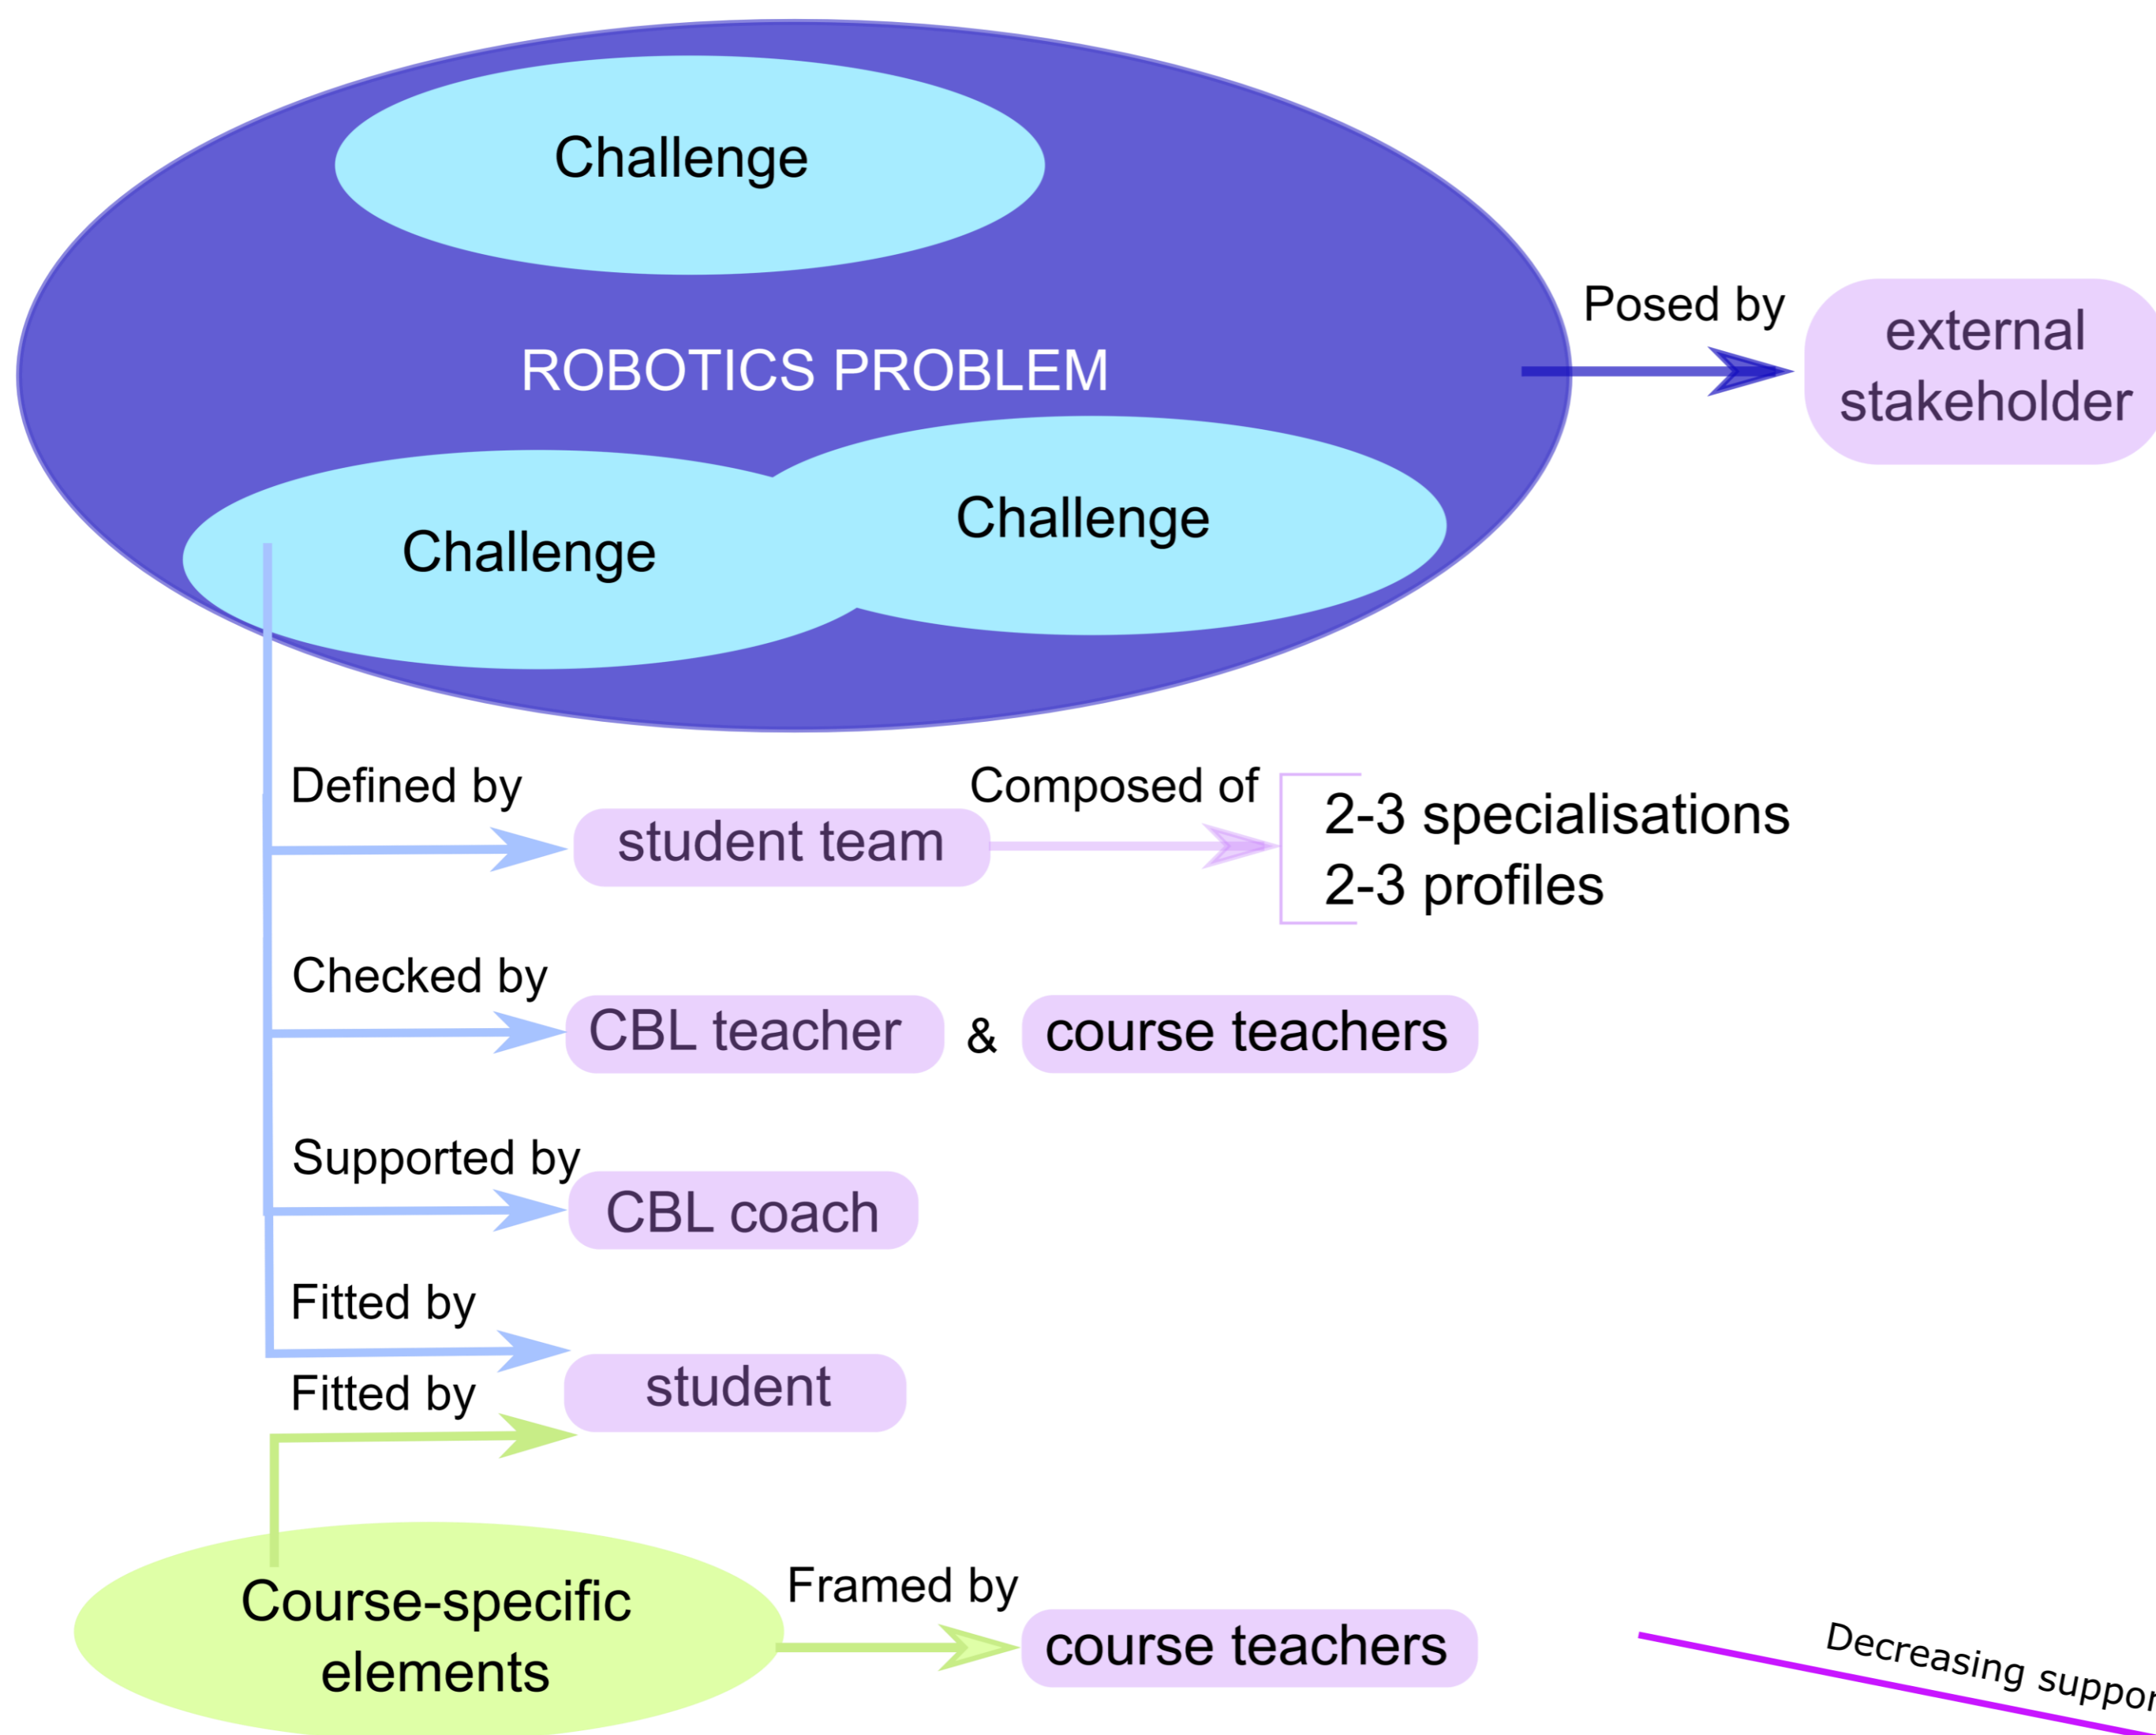 Challenge
Posed by
external
stakeholder
ROBOTICS PROBLEM
Challenge
Challenge
Defined by
student team
Composed of
2-3 specialisations
2-3 profiles
Checked by
CBL teacher & course teachers
Supported by
CBL coach
Fitted by
Fitted by
student
Course-specific
elements
Framed by
course teachers
Decreasing